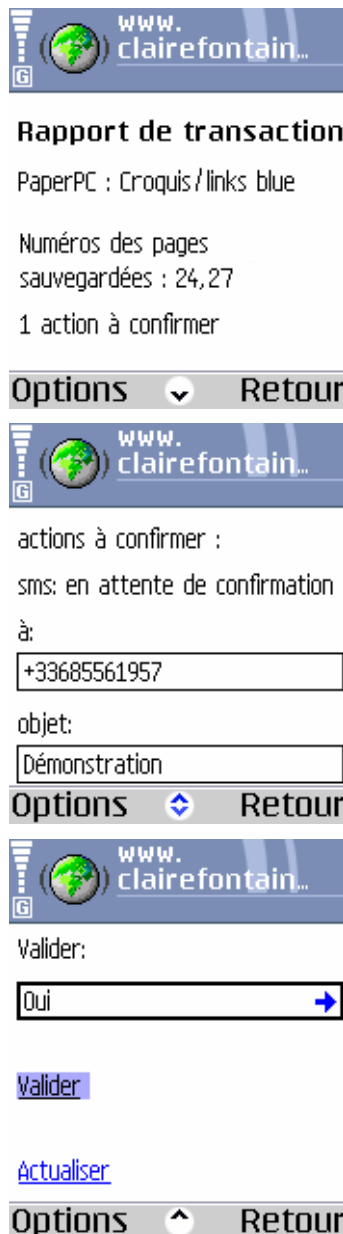 www.
clairefontain...
G
Rapport de transaction
PaperPC : Croquis/links blue
Numéros des pages
sauvegardées : 24,27
1 action à confirmer
Options Retour
www.
clairefontain...
G
actions à confirmer :
sms: en attente de confirmation
à:
+33685561957
objet:
Démonstration
Options Retour
www.
clairefontain...
G
Valider:
Oui
Valider
Actualiser
Options Retour